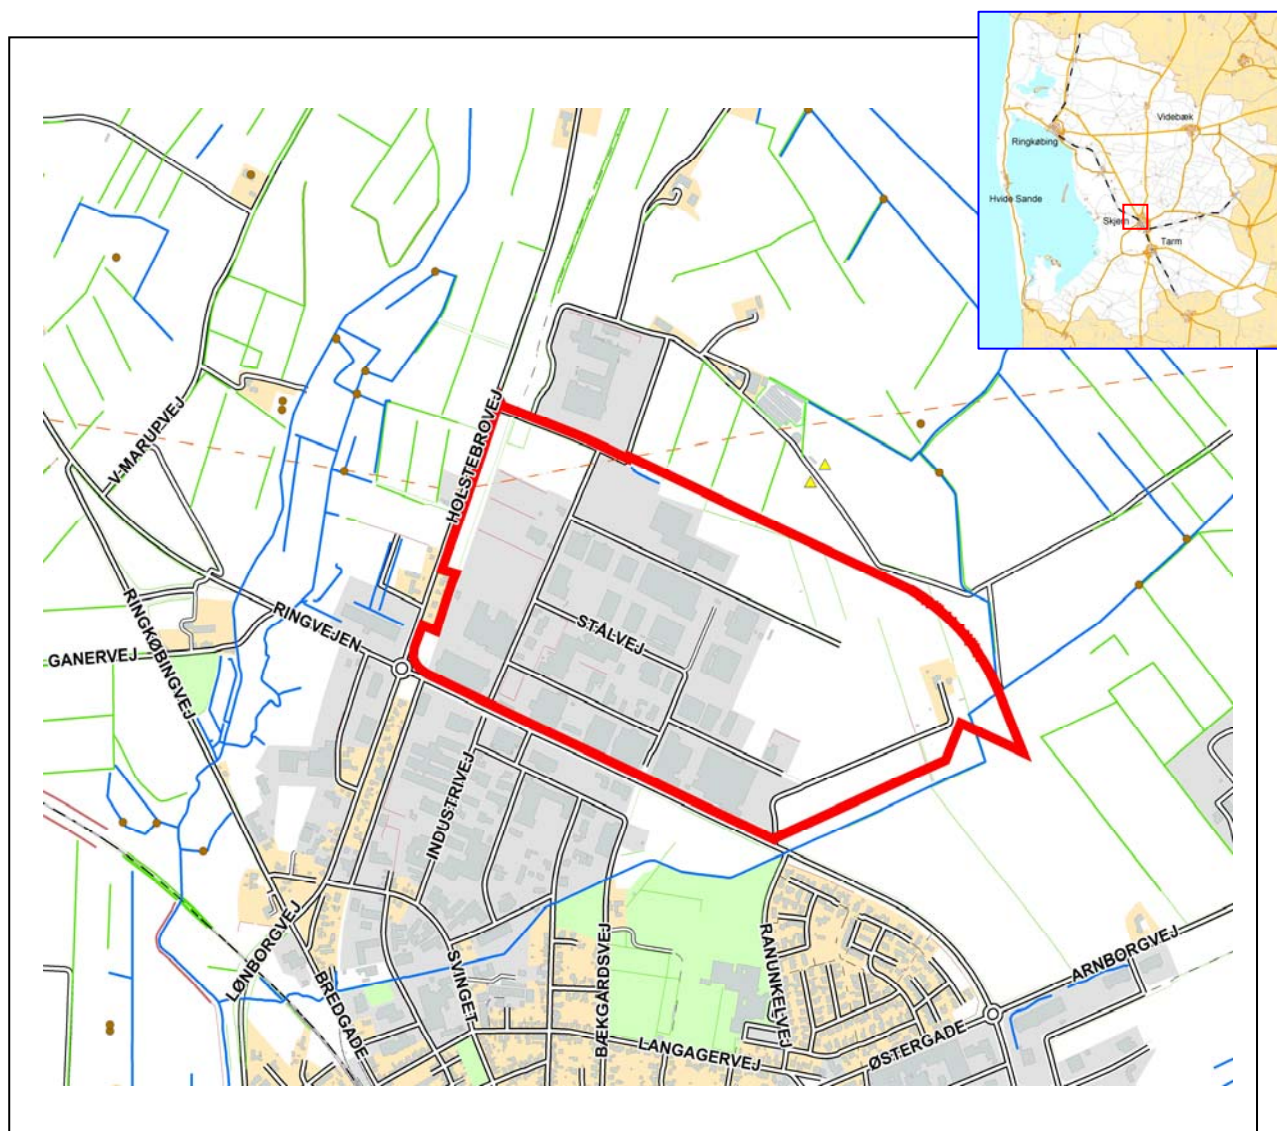 Videbæk
Ringkøbing
Hvide Sande
Skjern
Tarm
V-MARUPVEJ
HOLSTEBROVEJ
RINGKØBINGVEJ
GANERVEJ
RINGVEJEN
STÅLVEJ
INDUSTRIVEJ
LØNBORGVEJ
BREDGADE
SVINGET
BÆKGÅRDSVEJ
RANUNKELVEJ
LANGAGERVEJ
ØSTERGADE
ARNBORGVEJ